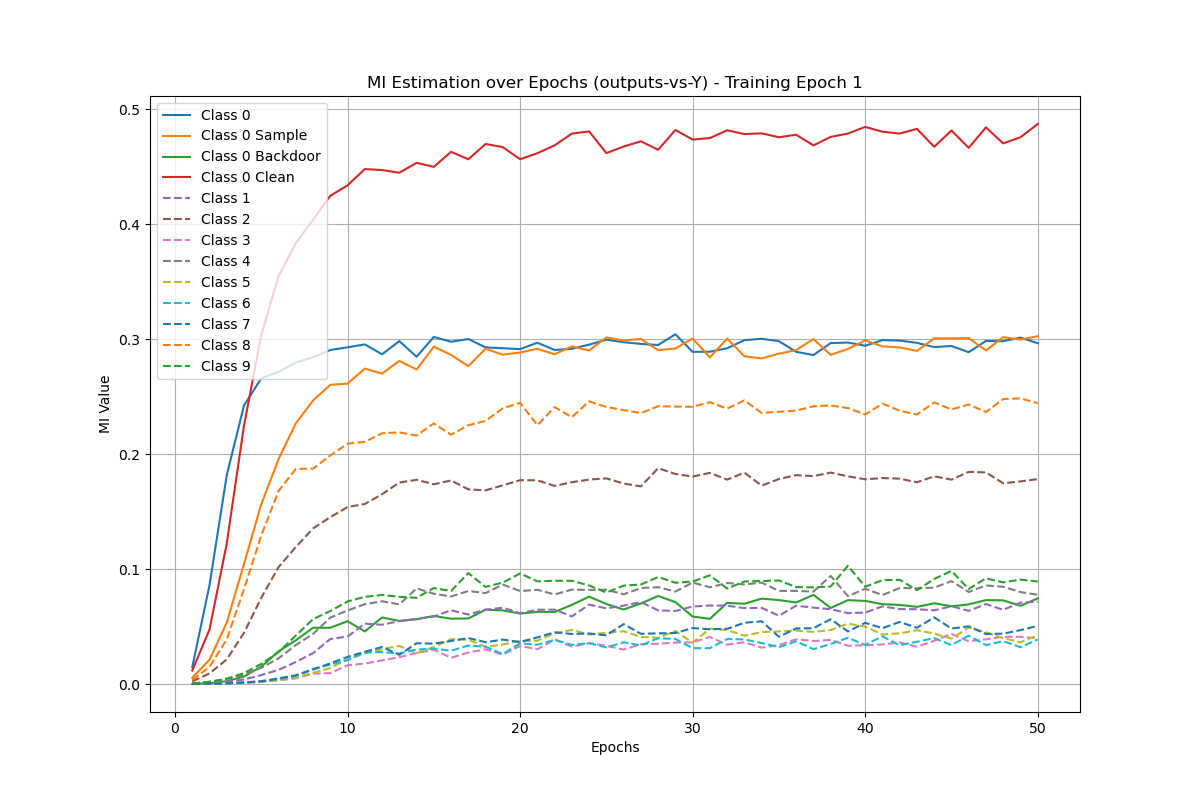 MI Estimation over Epochs (outputs-vs-Y) - Training Epoch 1
MI Value
0.5
0.4
0.3
0.2
0.1
0.0
Class 0
Class 0 Sample
Class 0 Backdoor
Class 0 Clean
Class 1
Class 2
Class 3
Class 4
Class 5
Class 6
Class 7
Class 8
Class 9
0 10 20 30 40 50
Epochs